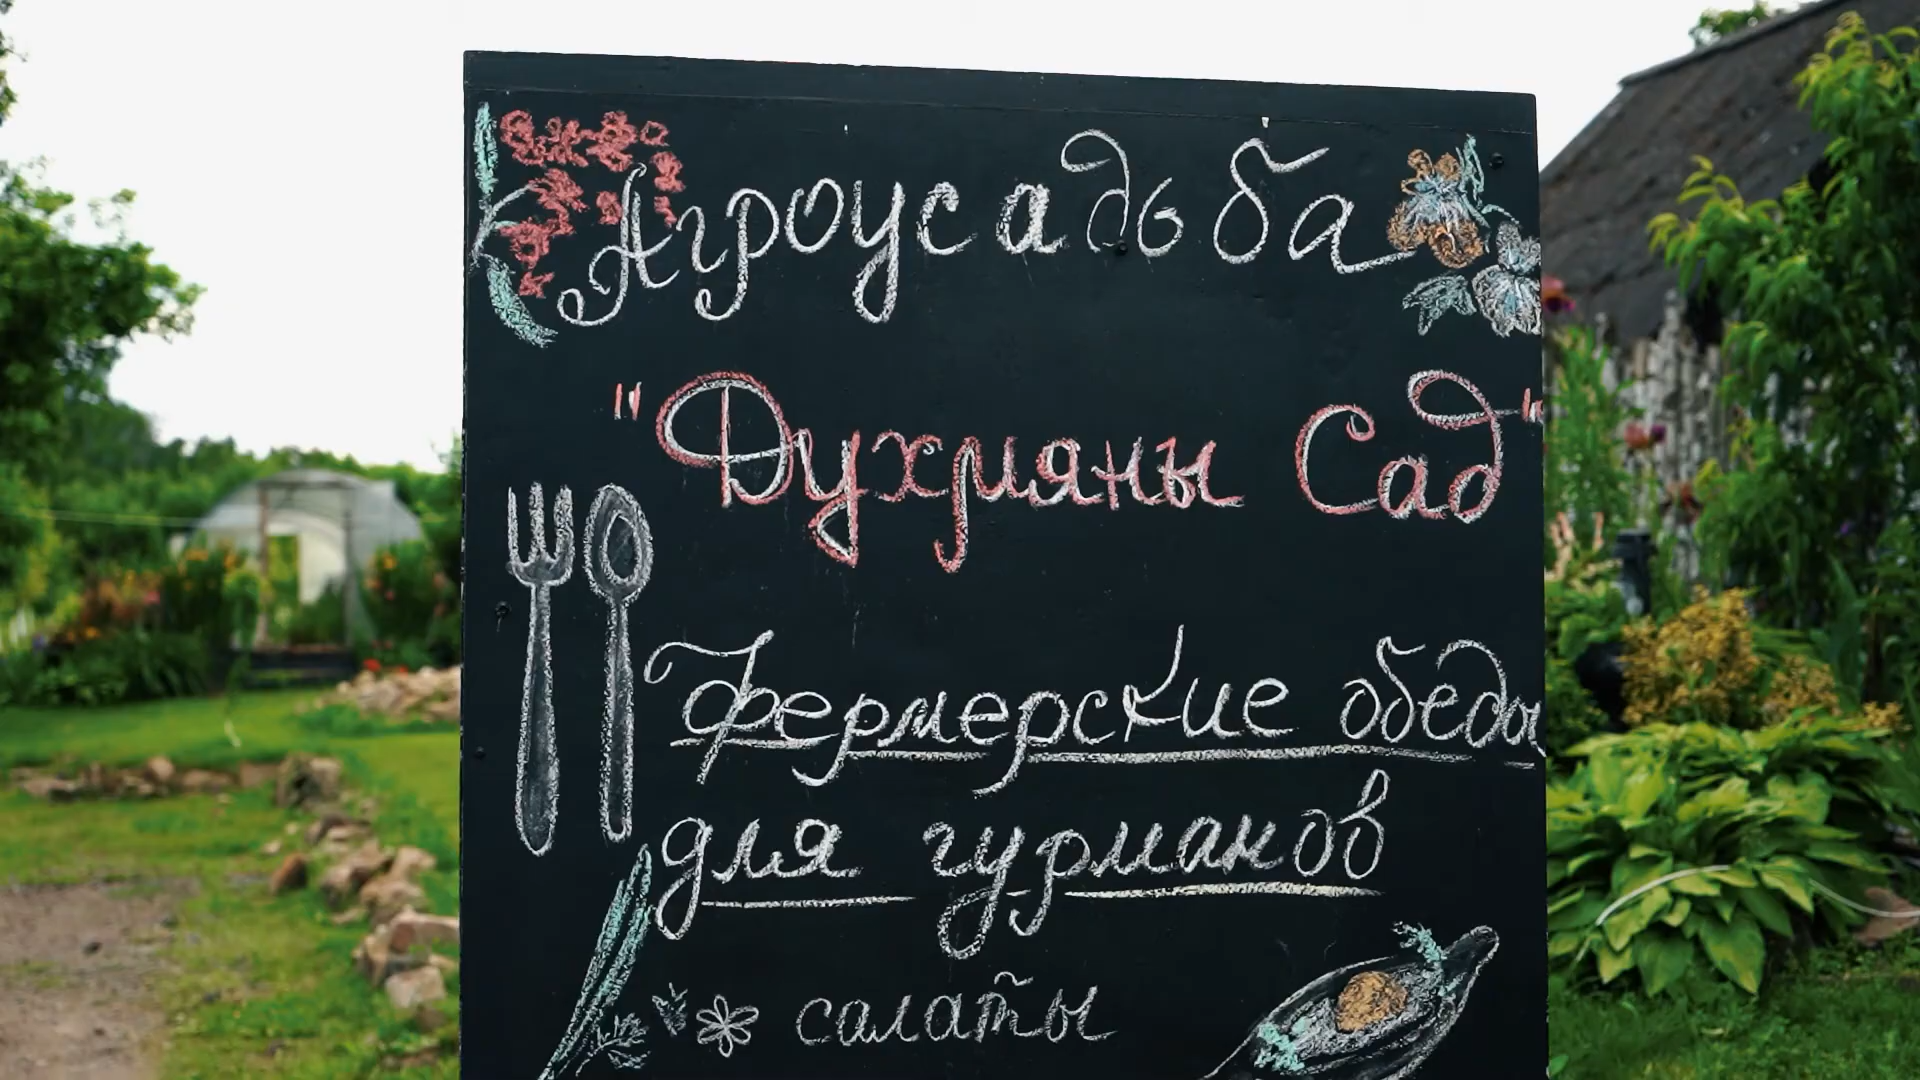 Агроусадьба
"Духмяны Сад"
Фермерские обеды
для гурманов
салаты